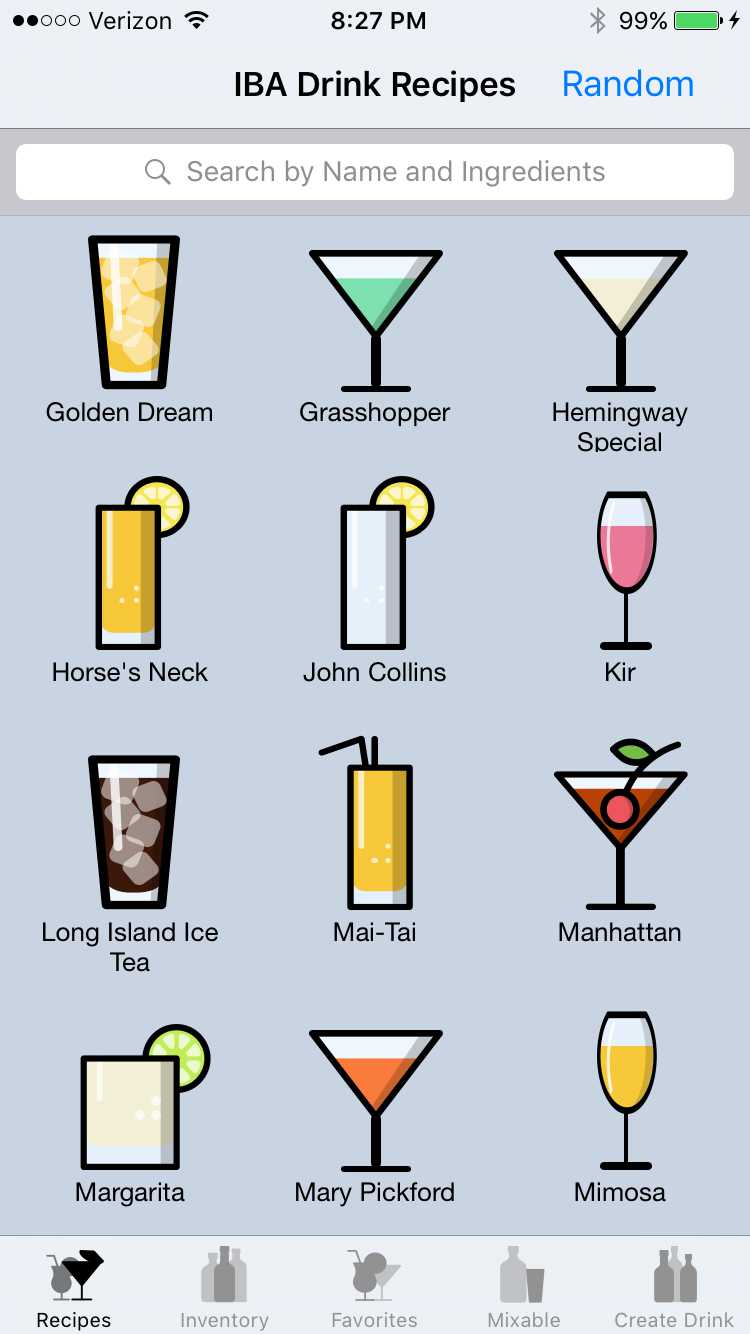 Verizon 8:27 PM 99%
IBA Drink Recipes Random
Search by Name and Ingredients
Golden Dream Grasshopper Hemingway
Special
Horse's Neck John Collins Kir
Long Island Ice Mai-Tai Manhattan
Tea
Margarita Mary Pickford Mimosa
Recipes Inventory Favorites Mixable Create Drink